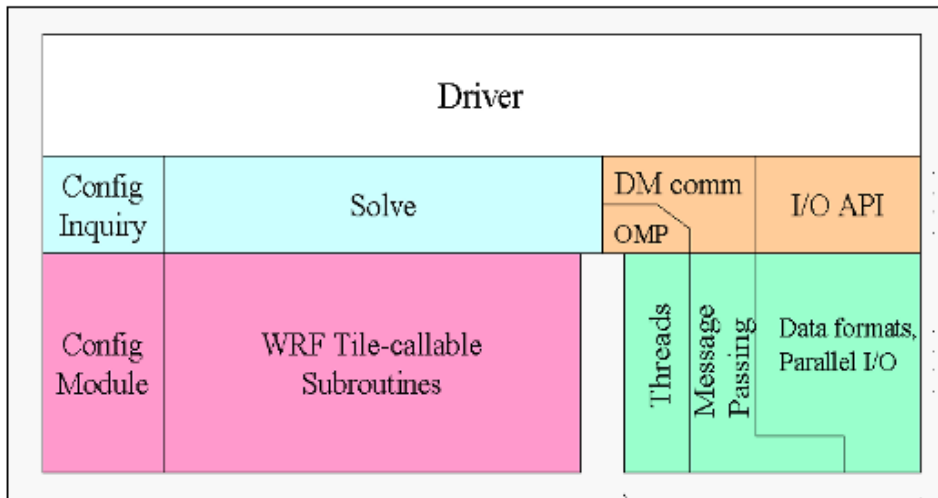 Driver
Config
Inquiry
Solve
DM comm
OMP
I/O API
Config
Module
WRF Tile-callable
Subroutines
Threads
Message
Passing
Data formats,
Parallel I/O